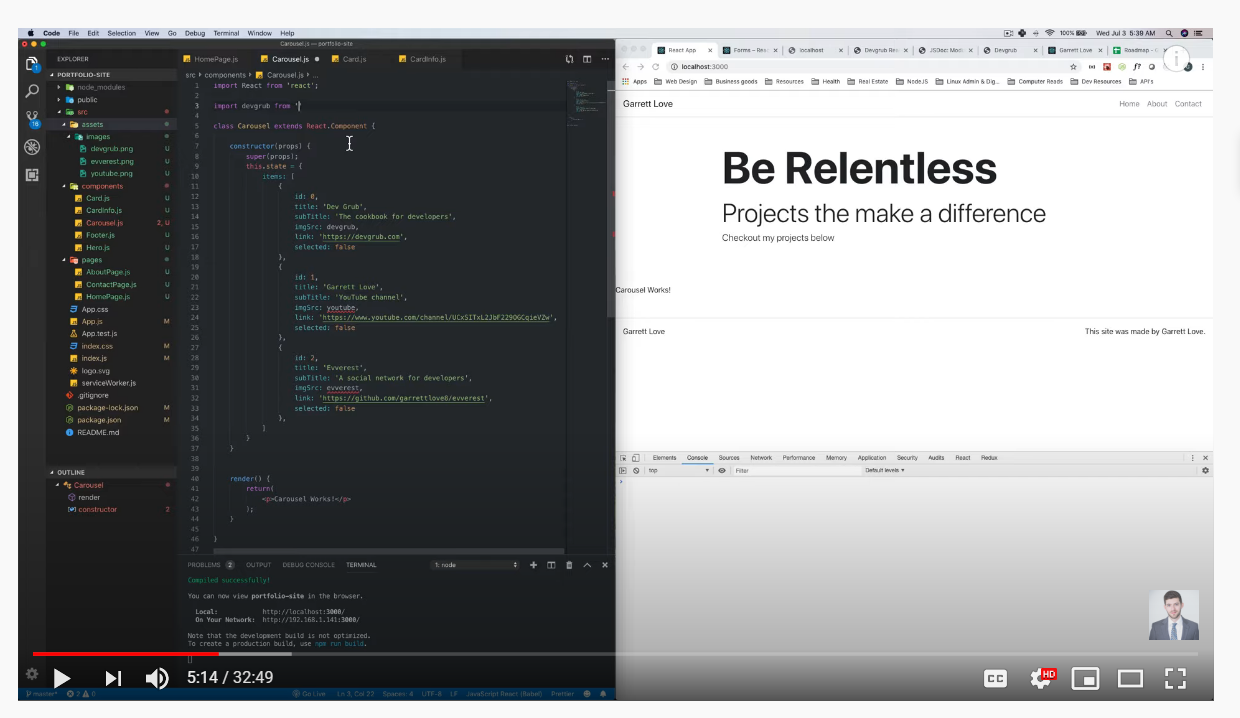 Code File Edit Selection View Go Debug Terminal Window Help
100% Wed Jul 3 5:39 AM
Carousel.js — portfolio-site
EXPLORER
PORTFOLIO-SITE
node_modules
public
src
assets
images
devgrub.png U
evverest.png U
youtube.png U
components
Card.js U
CardInfo.js U
Carousel.js 2, U
Footer.js U
Hero.js U
pages
AboutPage.js U
ContactPage.js U
HomePage.js U
App.css
App.js M
App.test.js
index.css M
index.js M
logo.svg
serviceWorker.js
.gitignore
package-lock.json M
package.json M
README.md
OUTLINE
Carousel
render
constructor 2
16
HomePage.js Carousel.js Card.js CardInfo.js
src › components › Carousel.js › ...
1 import React from 'react';
2
3 import devgrub from '
4
5 class Carousel extends React.Component {
6
7 constructor(props) {
8 super(props);
9 this.state = {
10 items: [
11 {
12 id: 0,
13 title: 'Dev Grub',
14 subTitle: 'The cookbook for developers',
15 imgSrc: devgrub,
16 link: 'https://devgrub.com',
17 selected: false
18 },
19 {
20 id: 1,
21 title: 'Garrett Love',
22 subTitle: 'YouTube channel',
23 imgSrc: youtube,
24 link: 'https://www.youtube.com/channel/UCxSITxL2JbF229OGCqieVZw',
25 selected: false
26 },
27 {
28 id: 2,
29 title: 'Evverest',
30 subTitle: 'A social network for developers',
31 imgSrc: evverest,
32 link: 'https://github.com/garrettlove8/evverest',
33 selected: false
34 },
35 ]
36 }
37 }
38
39
40 render() {
41 return(
42 <p>Carousel Works!</p>
43 );
44 }
45
46 }
47
PROBLEMS 2 OUTPUT DEBUG CONSOLE TERMINAL 1: node
Compiled successfully!
You can now view portfolio-site in the browser.
Local: http://localhost:3000/
On Your Network: http://192.168.1.141:3000/
Note that the development build is not optimized.
To create a production build, use npm run build.
master* 2 0 Go Live Ln 3, Col 22 Spaces: 4 UTF-8 LF JavaScript React (Babel) Prettier
React App localhost Devgrub Devgrub Garrett Love Roadmap
localhost:3000
Apps Web Design Business goods Resources Health Real Estate NodeJS Linux Admin & Dig... Computer Reads Dev Resources API's
Garrett Love Home About Contact
Be Relentless
Projects the make a difference
Checkout my projects below
Carousel Works!
Garrett Love This site was made by Garrett Love.
Elements Console Sources Network Performance Memory Application Security Audits React Redux
top Filter Default levels
5:14 / 32:49
CC HD